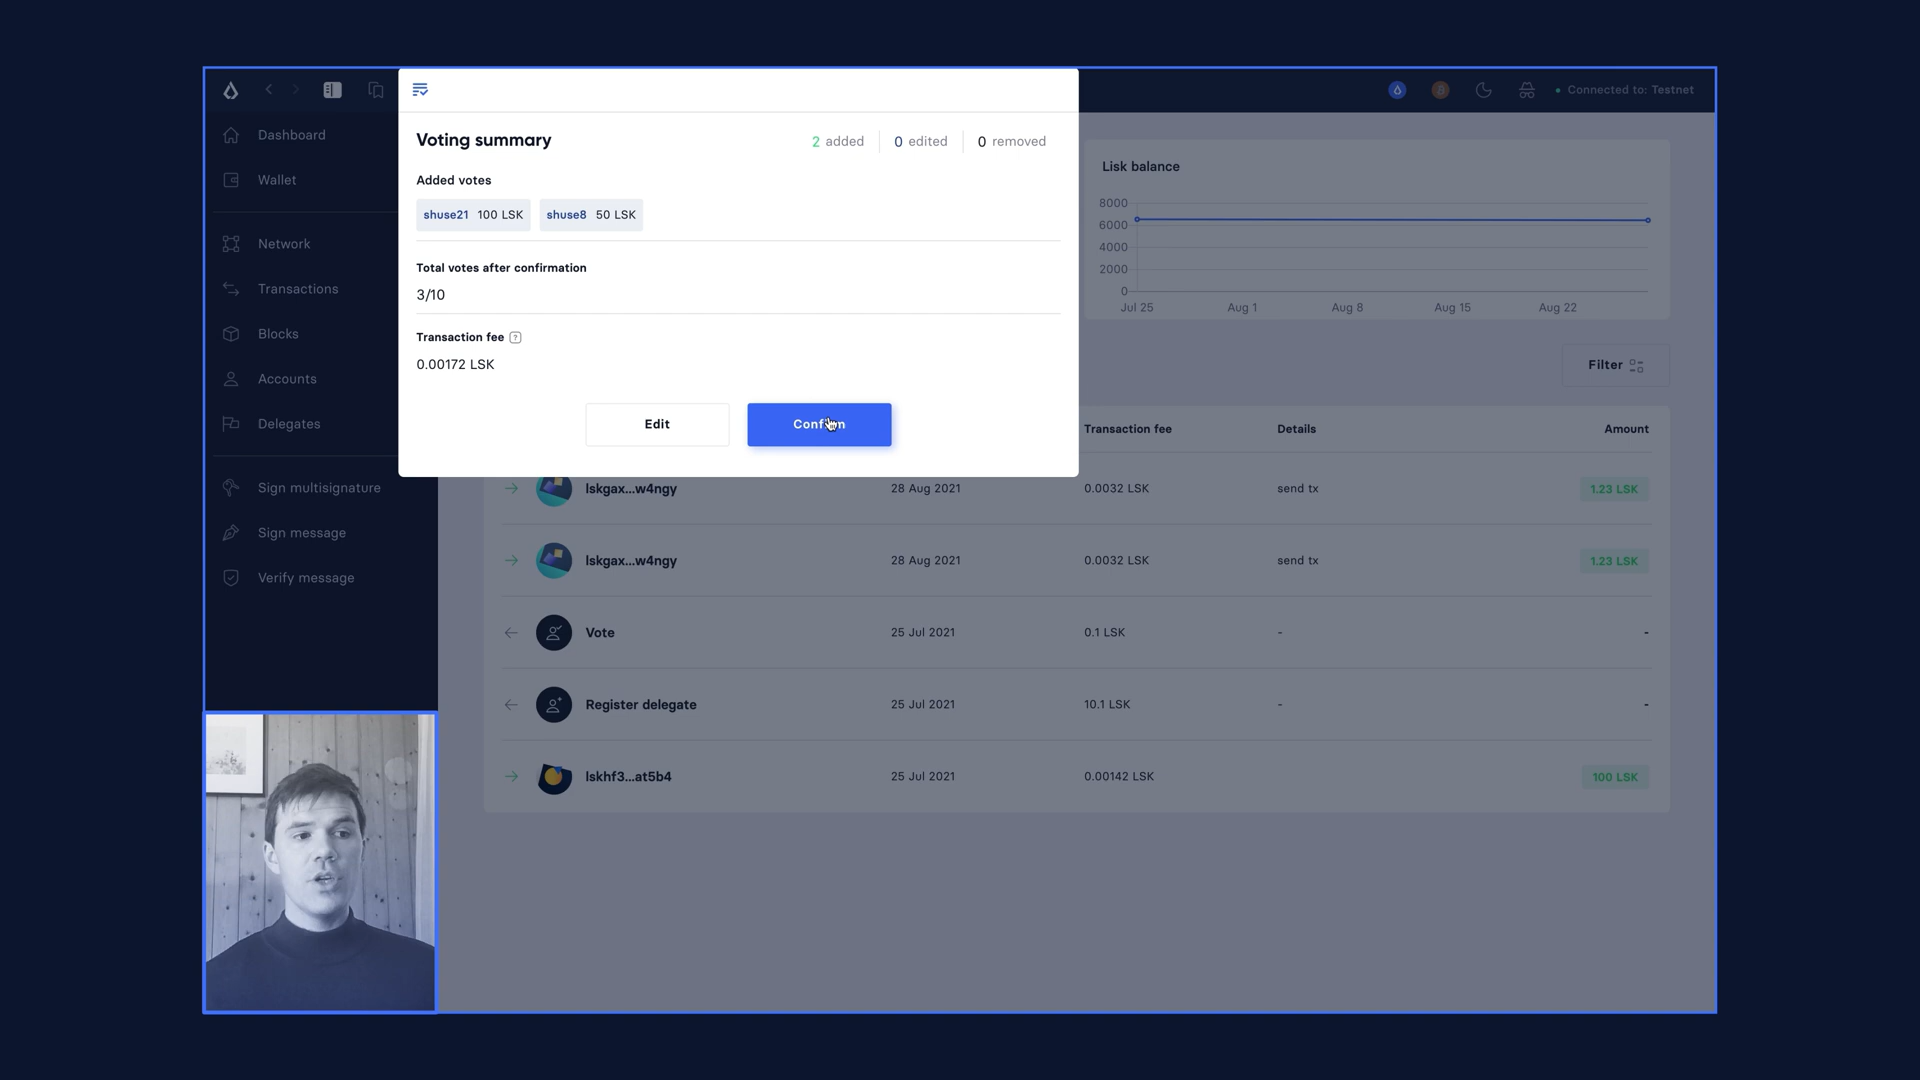 Connected to: Testnet
Dashboard
Wallet
Network
Transactions
Blocks
Accounts
Delegates
Sign multisignature
Sign message
Verify message
Voting summary
2 added 0 edited 0 removed
Added votes
shuse21 100 LSK shuse8 50 LSK
Total votes after confirmation
3/10
Transaction fee ?
0.00172 LSK
Edit Confirm
Lisk balance
8000
6000
4000
2000
0
Jul 25 Aug 1 Aug 8 Aug 15 Aug 22
Filter
Transaction fee Details Amount
lskgax...w4ngy 28 Aug 2021 0.0032 LSK send tx 1.23 LSK
lskgax...w4ngy 28 Aug 2021 0.0032 LSK send tx 1.23 LSK
Vote 25 Jul 2021 0.1 LSK - -
Register delegate 25 Jul 2021 10.1 LSK - -
lskhf3...at5b4 25 Jul 2021 0.00142 LSK 100 LSK